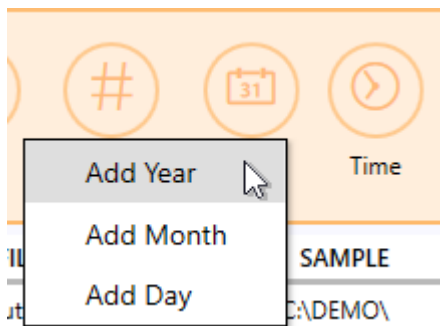 #
31
Add Year
Time
Add Month
SAMPLE
Add Day
C:\DEMO\